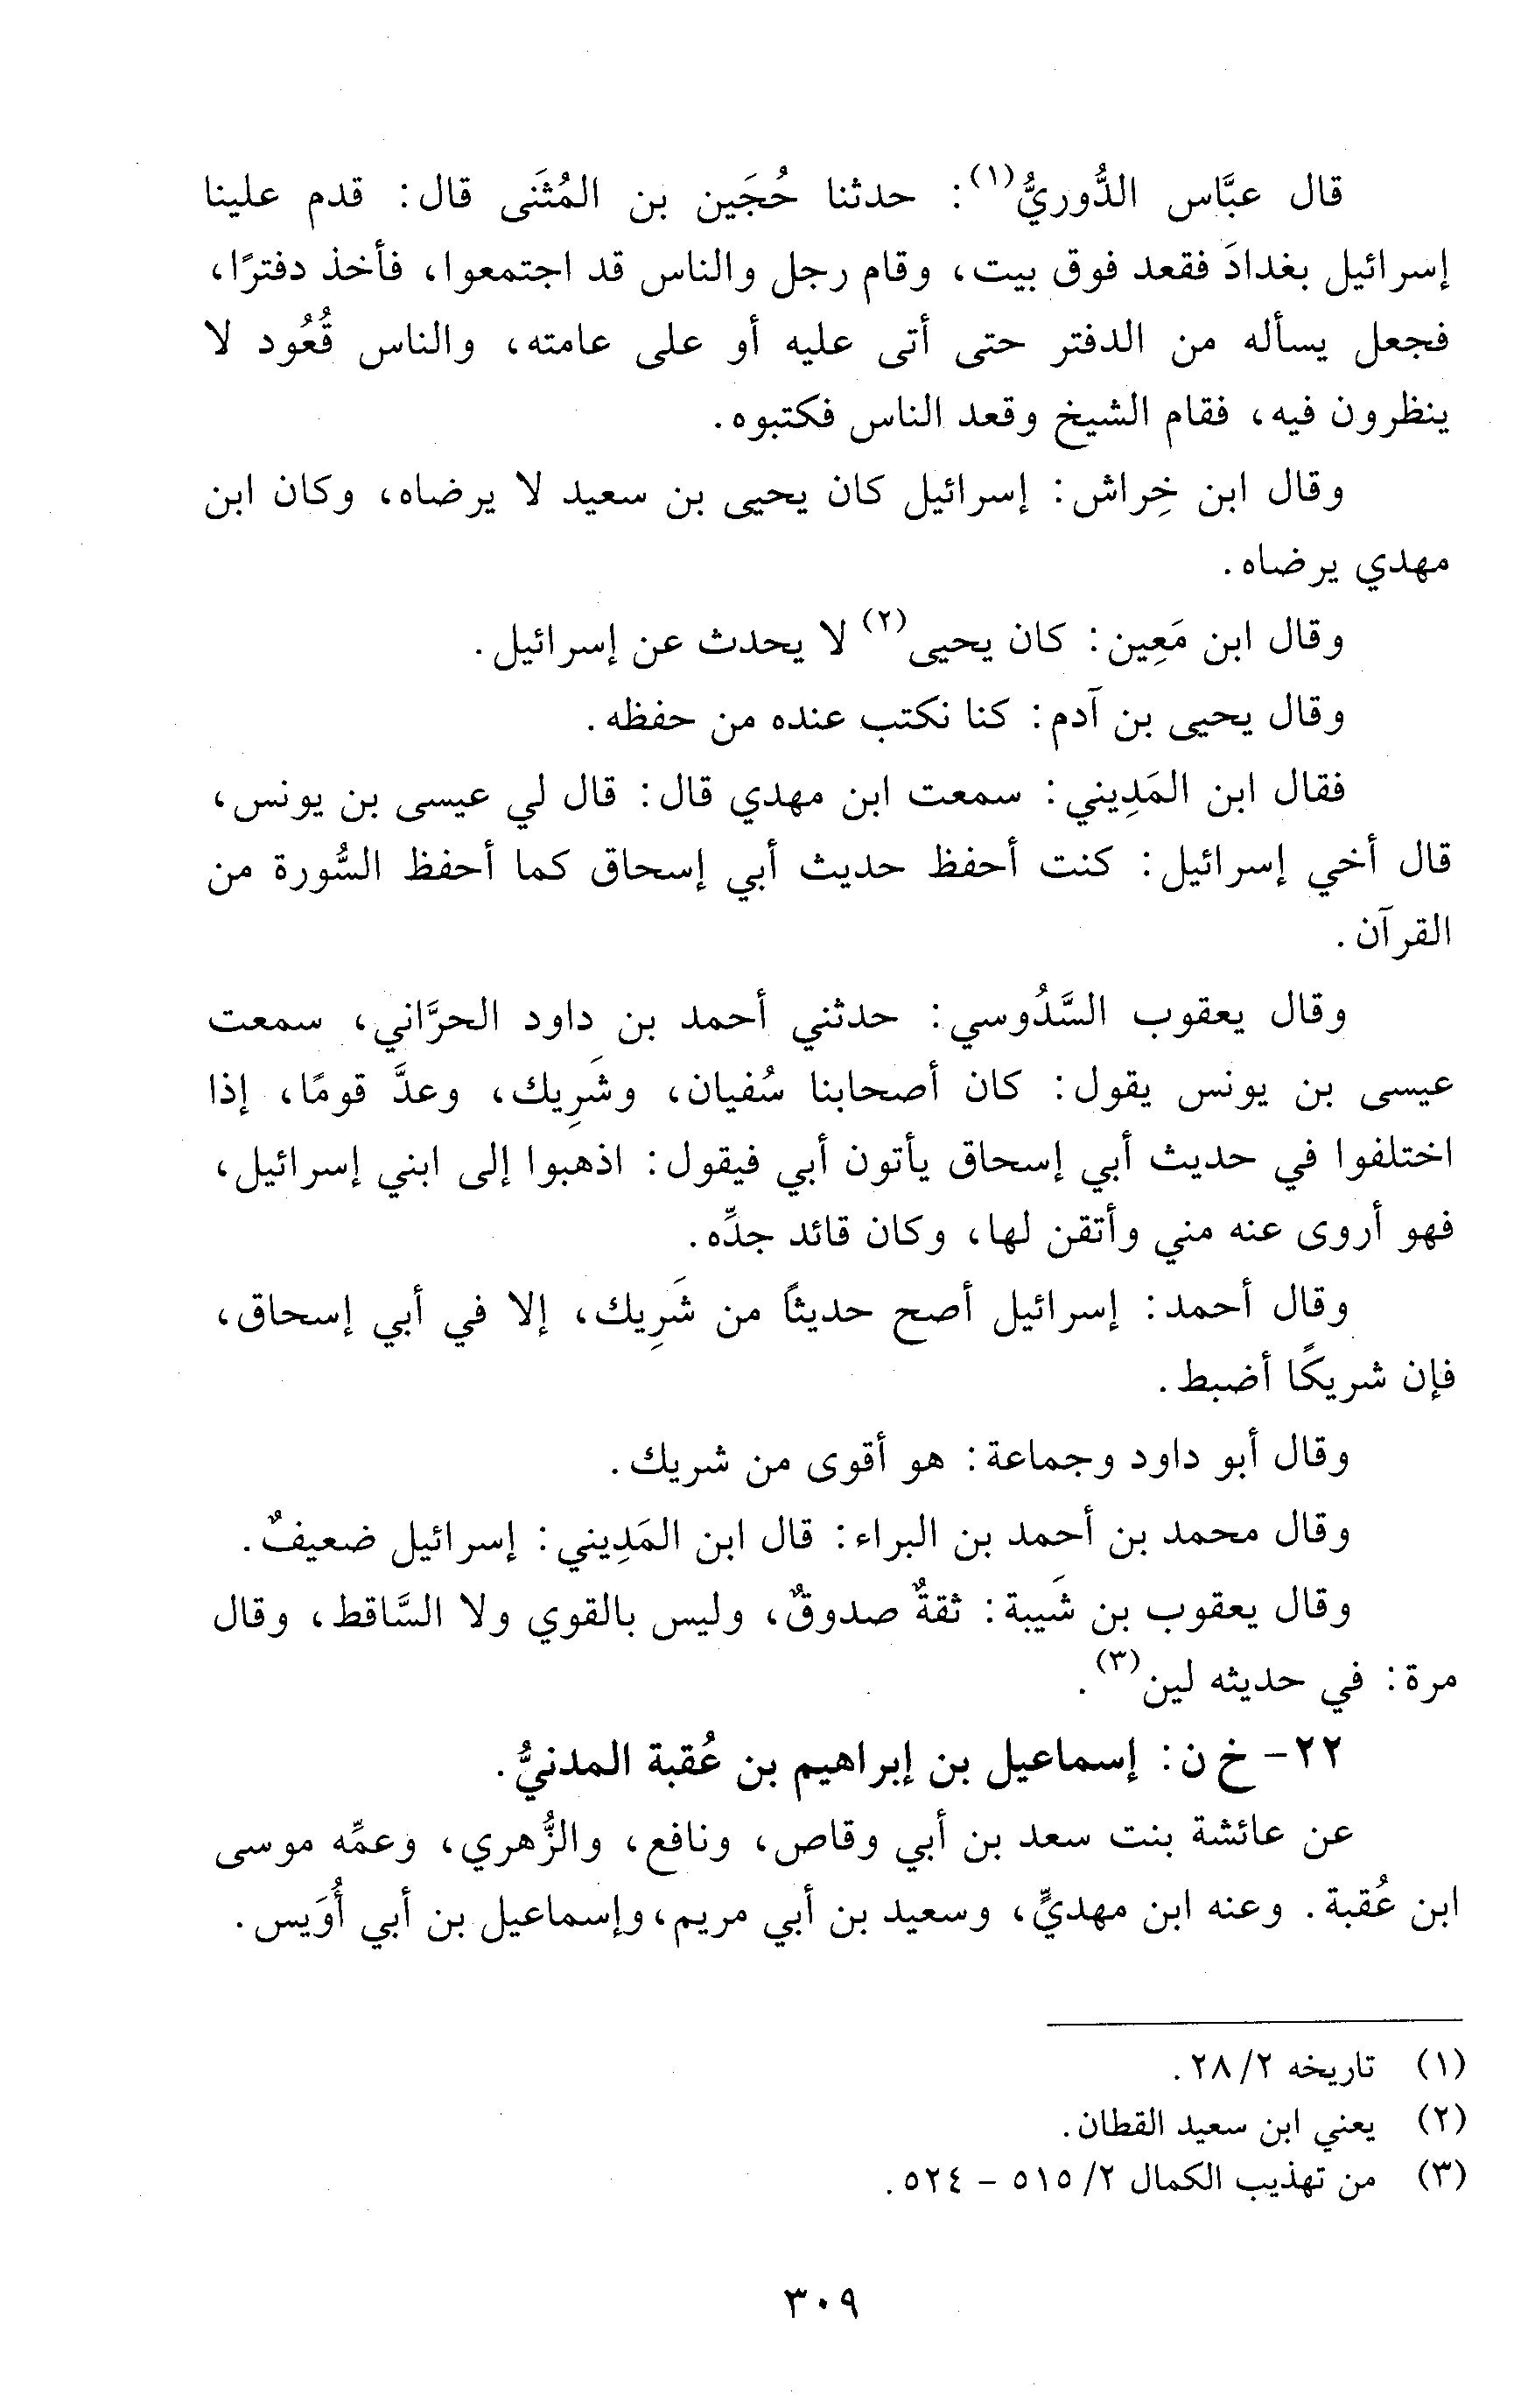 قال عبَّاس الدُّوريُّ(١): حدثنا حُجَين بن المُثَنى قال: قدم علينا
إسرائيل بغدادَ فقعد فوق بيت، وقام رجل والناس قد اجتمعوا، فأخذ دفترًا،
فجعل يسأله من الدفتر حتى أتى عليه أو على عامته، والناس قُعُود لا
ينظرون فيه، فقام الشيخ وقعد الناس فكتبوه.
وقال ابن خِراش: إسرائيل كان يحيى بن سعيد لا يرضاه، وكان ابن
مهدي يرضاه.
وقال ابن مَعِين: كان يحيى(٢) لا يحدث عن إسرائيل.
وقال يحيى بن آدم: كنا نكتب عنده من حفظه.
فقال ابن المَدِيني: سمعت ابن مهدي قال: قال لي عيسى بن يونس،
قال أخي إسرائيل: كنت أحفظ حديث أبي إسحاق كما أحفظ السُّورة من
القرآن.
وقال يعقوب السَّدُوسي: حدثني أحمد بن داود الحرَّاني، سمعت
عيسى بن يونس يقول: كان أصحابنا سُفيان، وشَرِيك، وعدَّ قومًا، إذا
اختلفوا في حديث أبي إسحاق يأتون أبي فيقول: اذهبوا إلى ابني إسرائيل،
فهو أروى عنه مني وأتقن لها، وكان قائد جدِّه.
وقال أحمد: إسرائيل أصح حديثًا من شَرِيك، إلا في أبي إسحاق،
فإن شريكًا أضبط.
وقال أبو داود وجماعة: هو أقوى من شريك.
وقال محمد بن أحمد بن البراء: قال ابن المَدِيني: إسرائيل ضعيفٌ.
وقال يعقوب بن شَيبة: ثقةٌ صدوقٌ، وليس بالقوي ولا السَّاقط، وقال
مرة: في حديثه لين(٣).
٢٢- خ ن: إسماعيل بن إبراهيم بن عُقبة المدنيُّ.
عن عائشة بنت سعد بن أبي وقاص، ونافع، والزُّهري، وعمِّه موسى
ابن عُقبة. وعنه ابن مهديٍّ، وسعيد بن أبي مريم، وإسماعيل بن أبي أُوَيس.
(١) تاريخه ٢/ ٢٨.
(٢) يعني ابن سعيد القطان.
(٣) من تهذيب الكمال ٢/ ٥١٥ - ٥٢٤.
٣٠٩